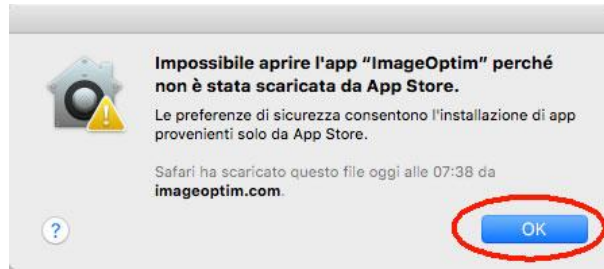 Impossibile aprire l'app “ImageOptim” perché
non è stata scaricata da App Store.
Le preferenze di sicurezza consentono l'installazione di app
provenienti solo da App Store.
Safari ha scaricato questo file oggi alle 07:38 da
imageoptim.com.
?
OK